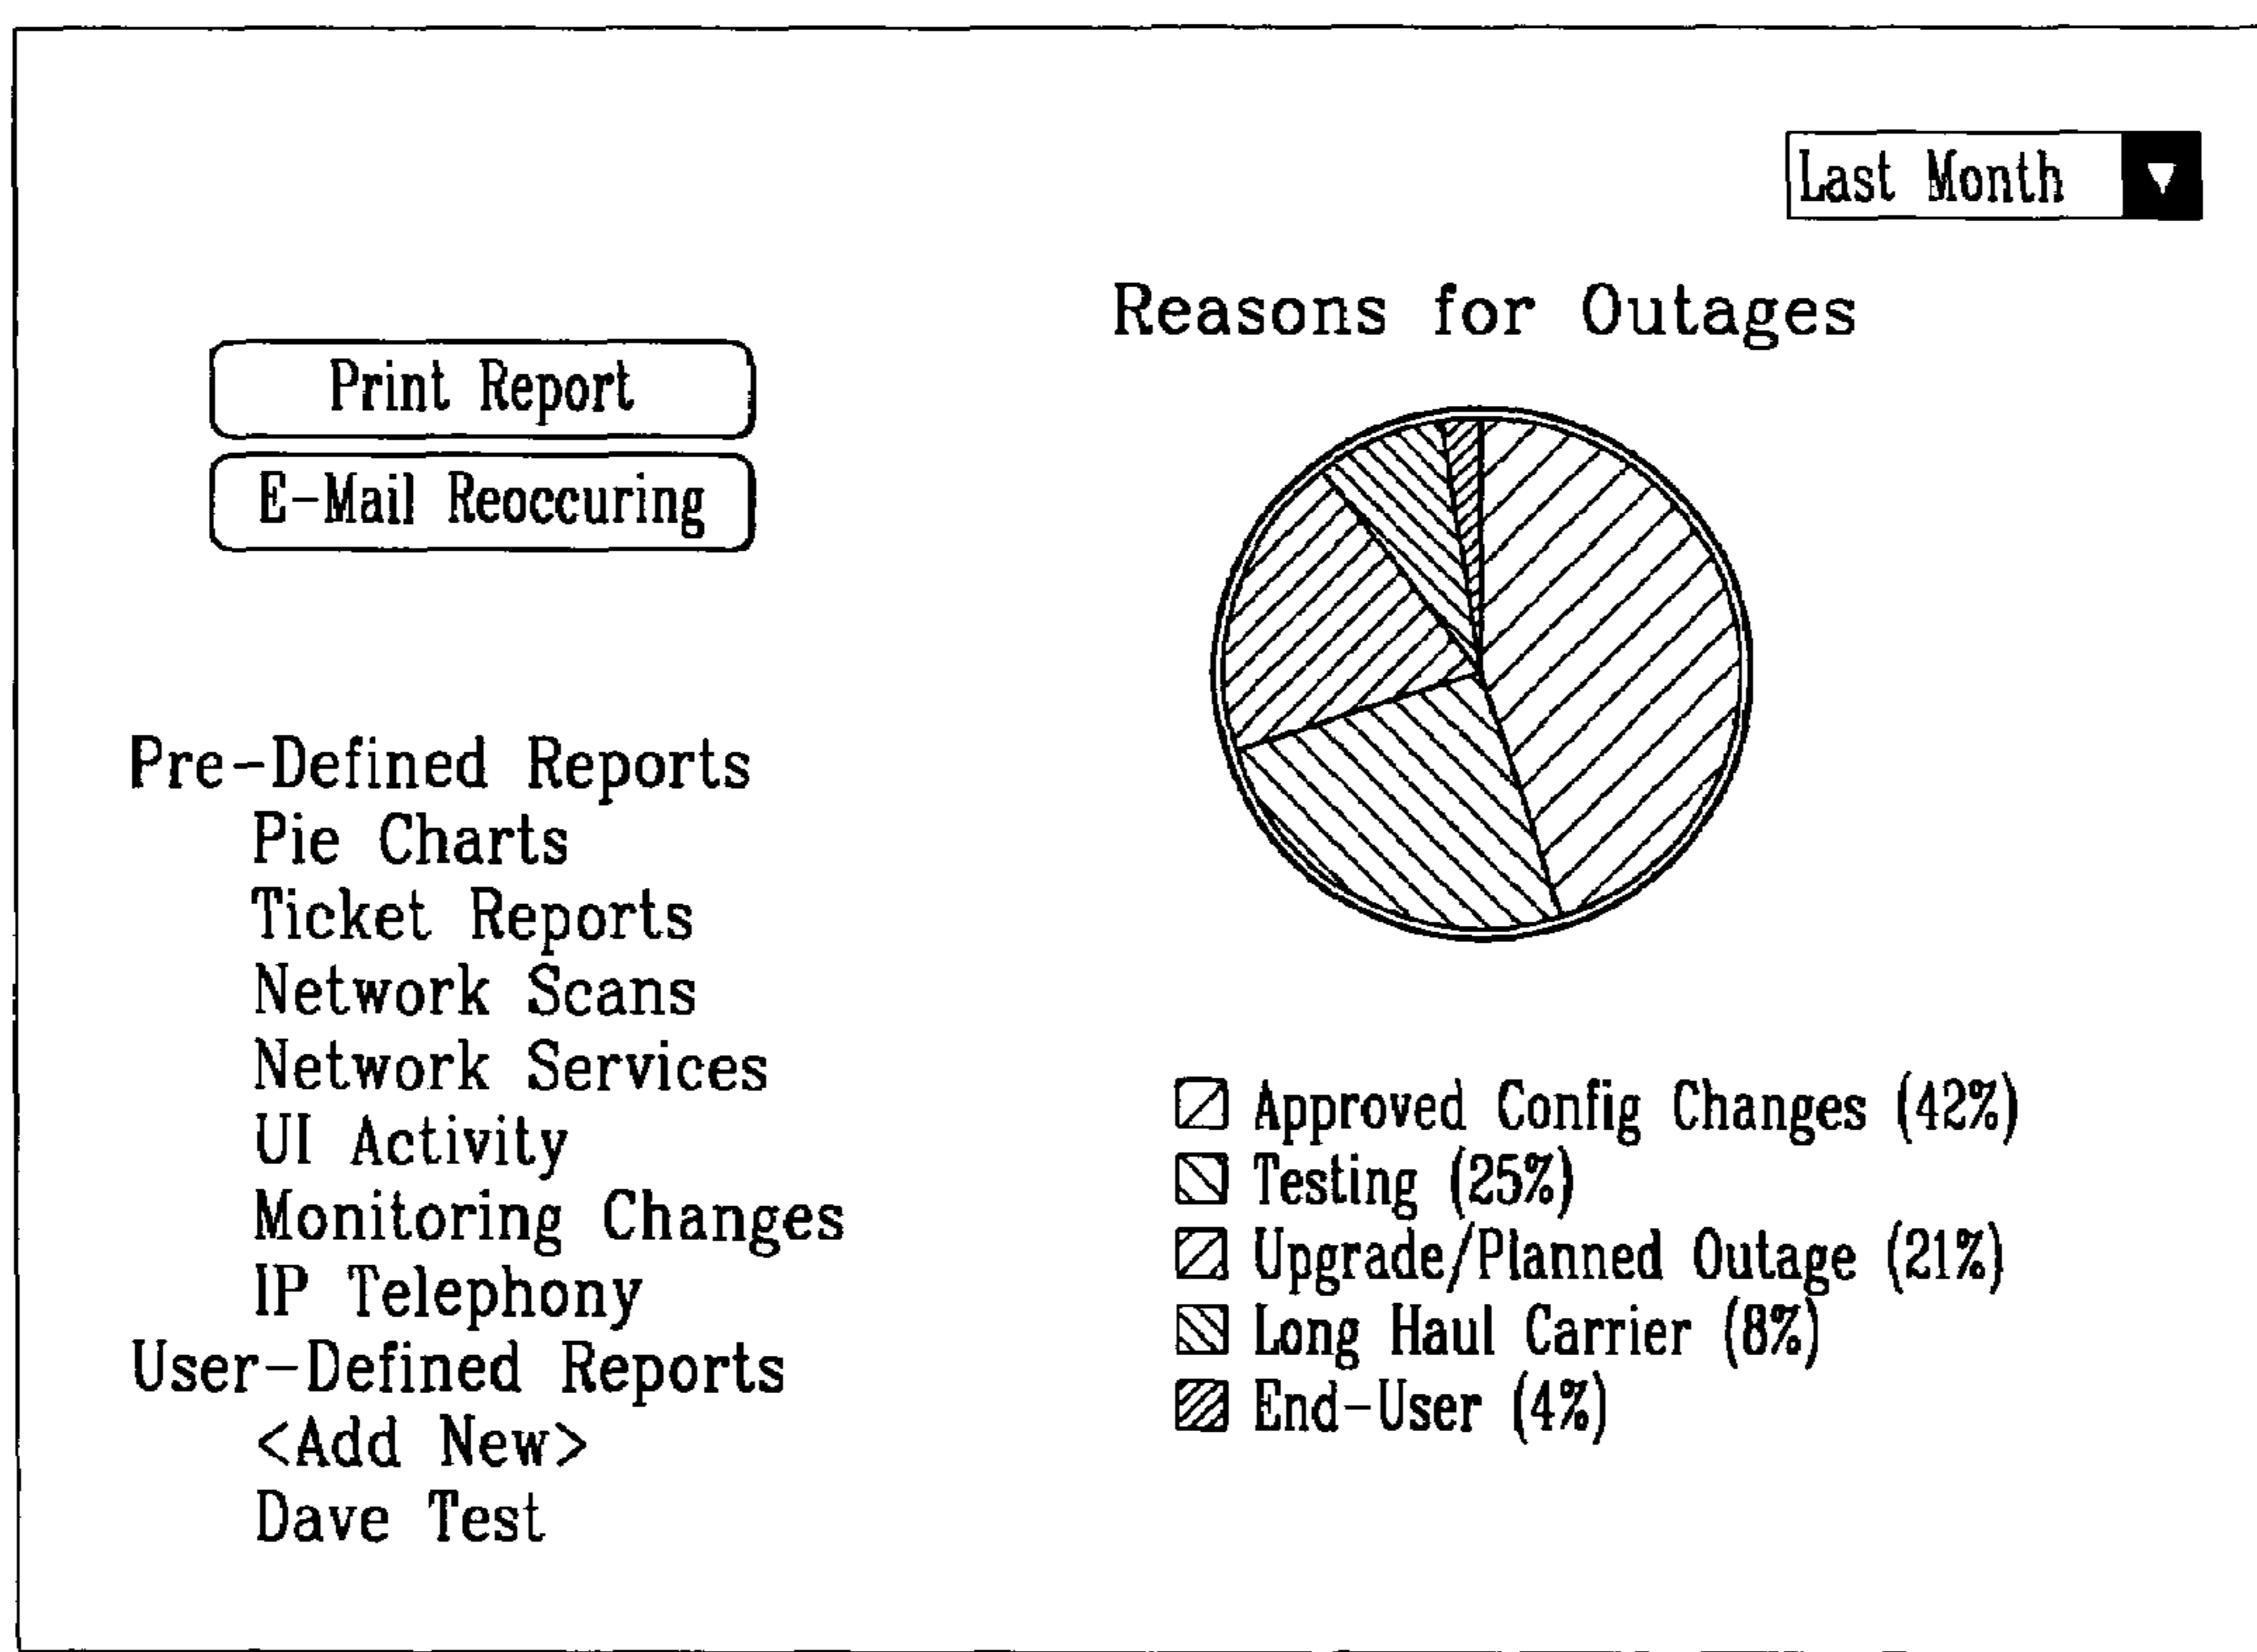 Last Month
Reasons for Outages
Print Report
E-Mail Reoccuring
Pre-Defined Reports
Pie Charts
Ticket Reports
Network Scans
Network Services
UI Activity
Monitoring Changes
IP Telephony
User-Defined Reports
<Add New>
Dave Test
Approved Config Changes (42%)
Testing (25%)
Upgrade/Planned Outage (21%)
Long Haul Carrier (8%)
End-User (4%)